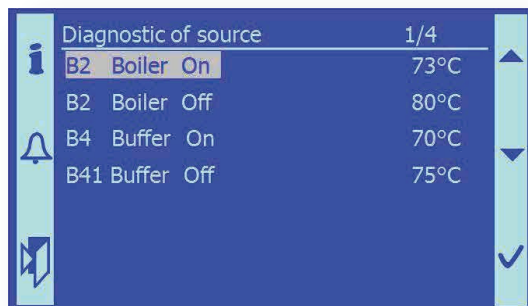 Diagnostic of source 1/4
B2 Boiler On 73°C
B2 Boiler Off 80°C
B4 Buffer On 70°C
B41 Buffer Off 75°C